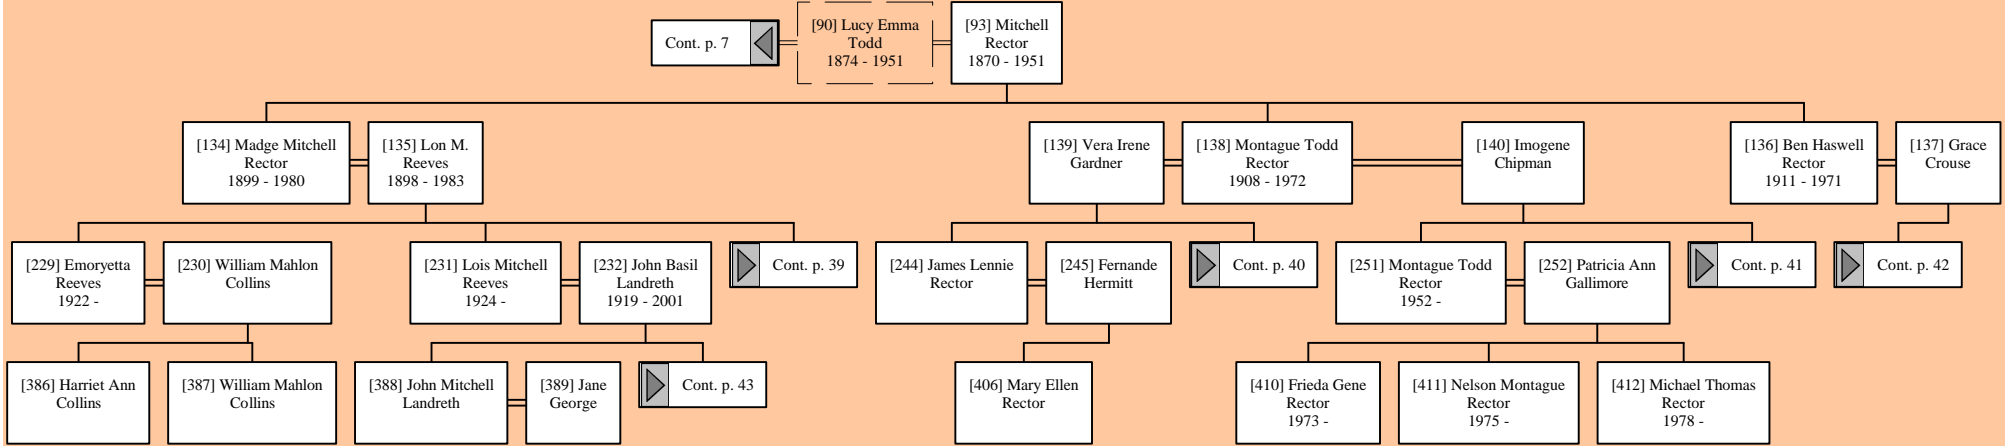 Cont. p. 7
[90] Lucy Emma
Todd
1874 - 1951
[93] Mitchell
Rector
1870 - 1951
[134] Madge Mitchell
Rector
1899 - 1980
[135] Lon M.
Reeves
1898 - 1983
[139] Vera Irene
Gardner
[138] Montague Todd
Rector
1908 - 1972
[140] Imogene
Chipman
[136] Ben Haswell
Rector
1911 - 1971
[137] Grace
Crouse
[229] Emoryetta
Reeves
1922 -
[230] William Mahlon
Collins
[231] Lois Mitchell
Reeves
1924 -
[232] John Basil
Landreth
1919 - 2001
Cont. p. 39
[244] James Lennie
Rector
[245] Fernande
Hermitt
Cont. p. 40
[251] Montague Todd
Rector
1952 -
[252] Patricia Ann
Gallimore
Cont. p. 41
Cont. p. 42
[386] Harriet Ann
Collins
[387] William Mahlon
Collins
[388] John Mitchell
Landreth
[389] Jane
George
Cont. p. 43
[406] Mary Ellen
Rector
[410] Frieda Gene
Rector
1973 -
[411] Nelson Montague
Rector
1975 -
[412] Michael Thomas
Rector
1978 -